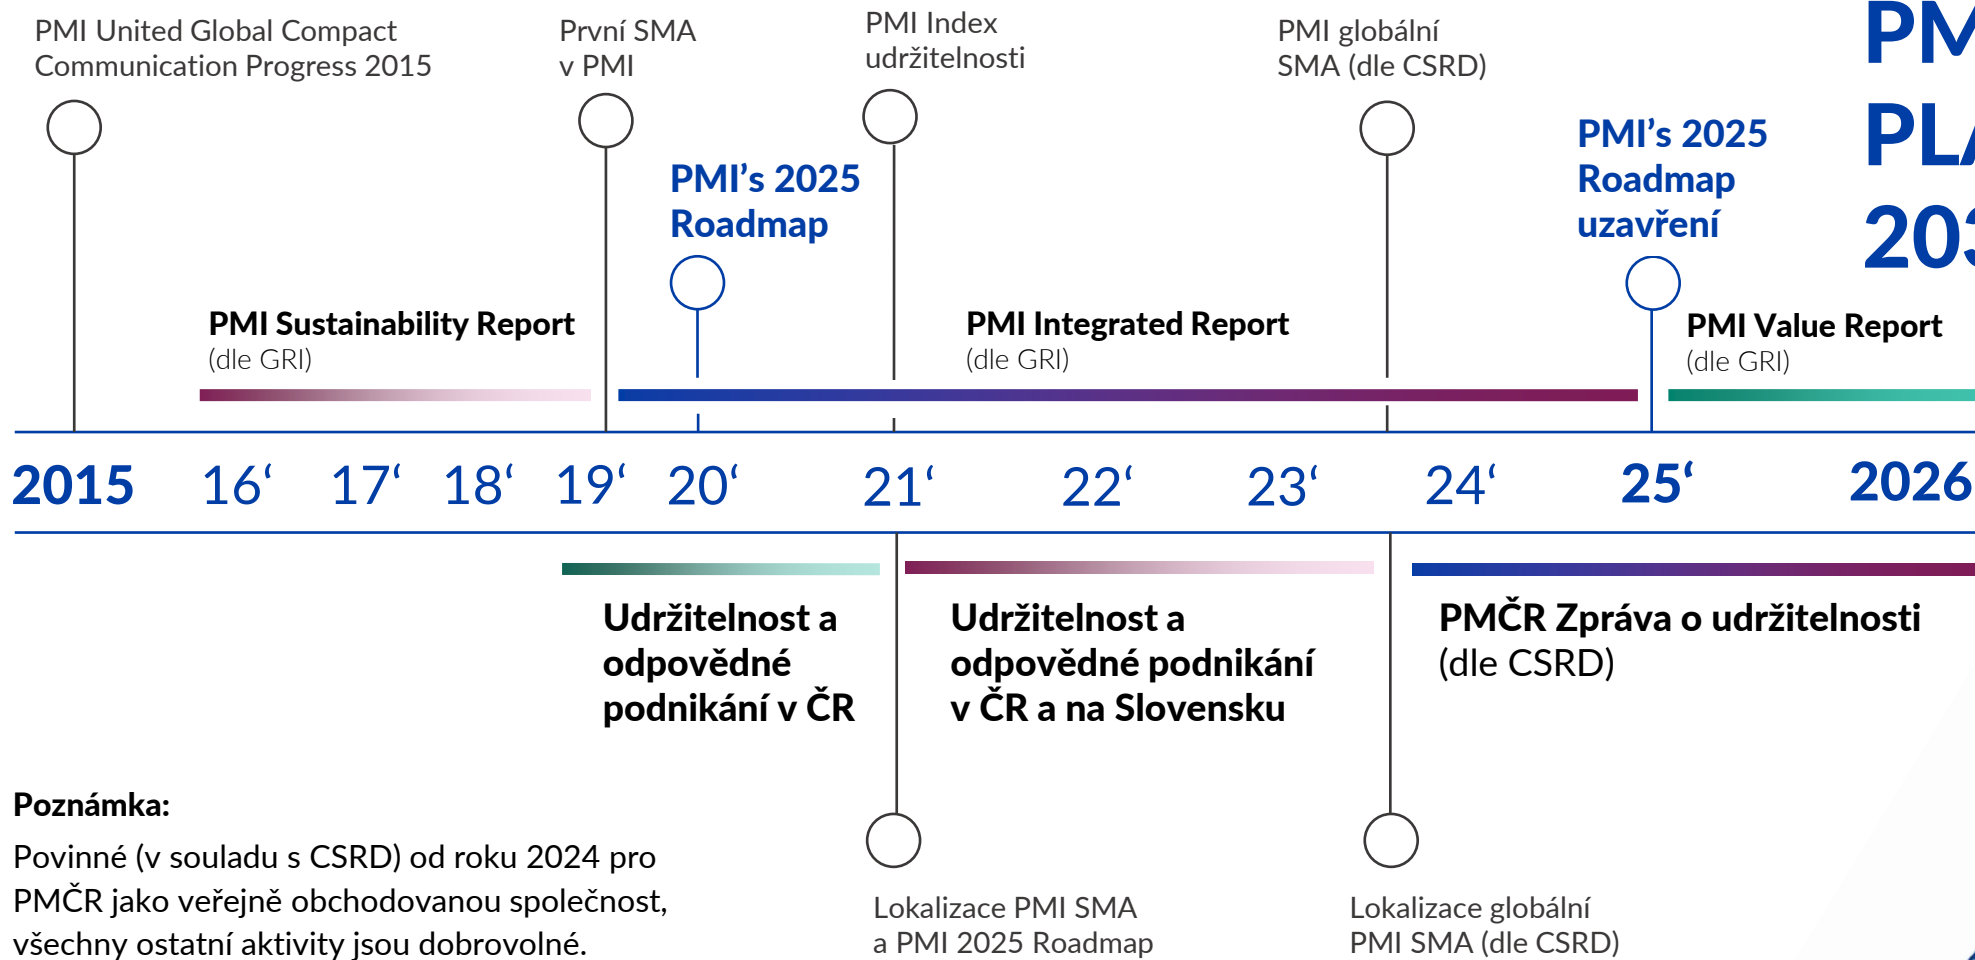 PMI United Global Compact
Communication Progress 2015
První SMA
v PMI
PMI Index
udržitelnosti
PMI globální
SMA (dle CSRD)
PMI’s 2025
Roadmap
PMI’s 2025
Roadmap
uzavření
PMI Sustainability Report
(dle GRI)
PMI Integrated Report
(dle GRI)
PMI Value Report
(dle GRI)
2015 16‘ 17‘ 18‘ 19‘ 20‘ 21‘ 22‘ 23‘ 24‘ 25‘ 2026
Udržitelnost a
odpovědné
podnikání v ČR
Udržitelnost a
odpovědné podnikání
v ČR a na Slovensku
PMČR Zpráva o udržitelnosti
(dle CSRD)
Poznámka:
Povinné (v souladu s CSRD) od roku 2024 pro
PMČR jako veřejně obchodovanou společnost,
všechny ostatní aktivity jsou dobrovolné.
Lokalizace PMI SMA
a PMI 2025 Roadmap
Lokalizace globální
PMI SMA (dle CSRD)